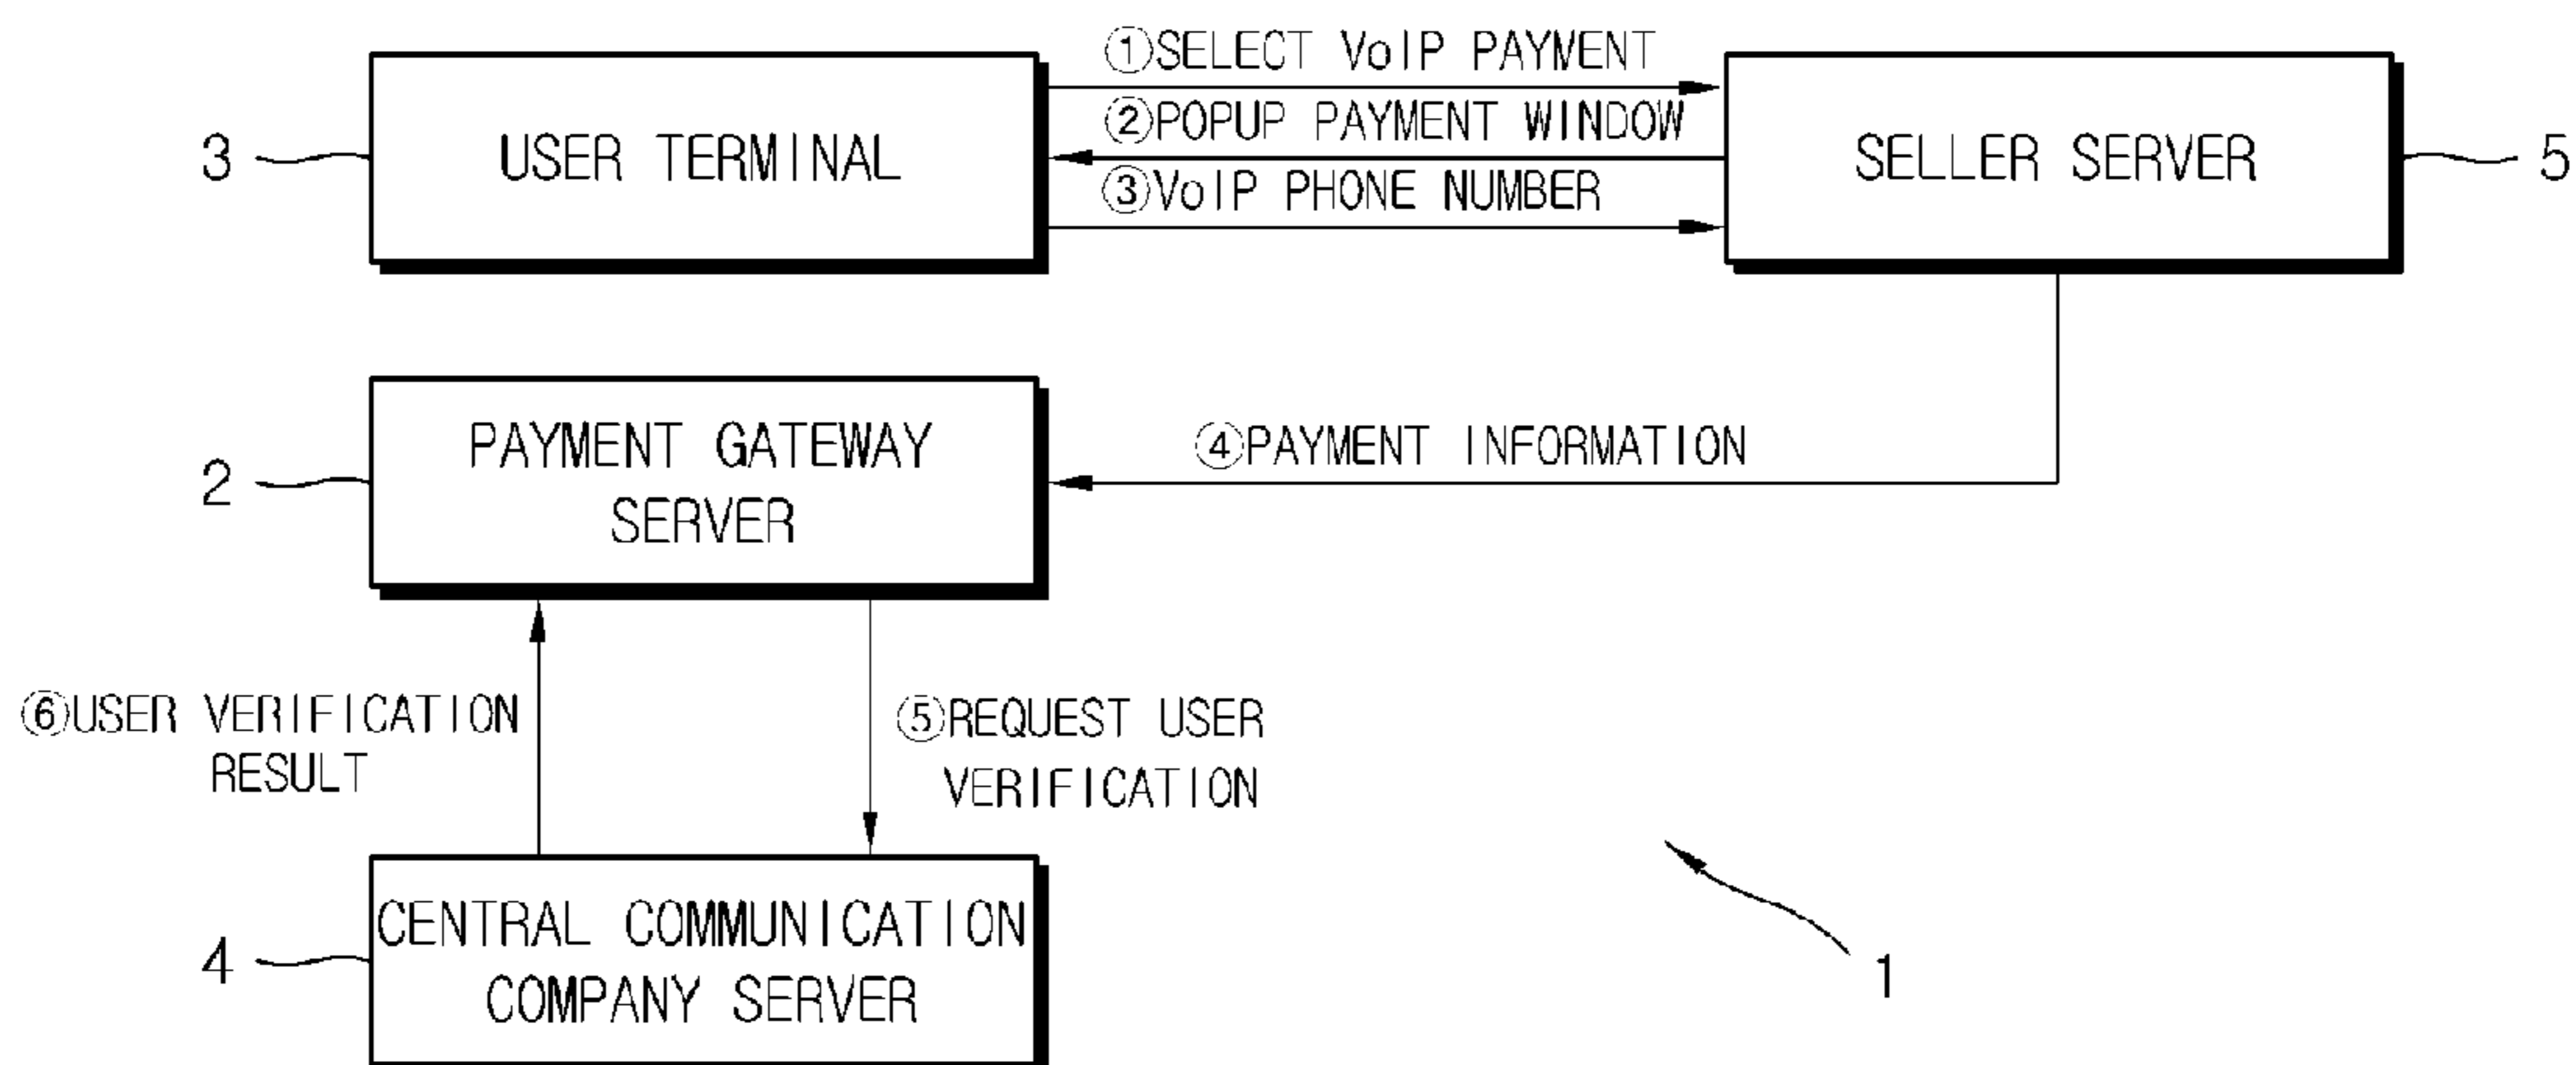 ①SELECT VoIP PAYMENT
3
USER TERMINAL
②POPUP PAYMENT WINDOW
SELLER SERVER
5
③VoIP PHONE NUMBER
2
PAYMENT GATEWAY
SERVER
④PAYMENT INFORMATION
⑥USER VERIFICATION
RESULT
⑤REQUEST USER
VERIFICATION
4
CENTRAL COMMUNICATION
COMPANY SERVER
1